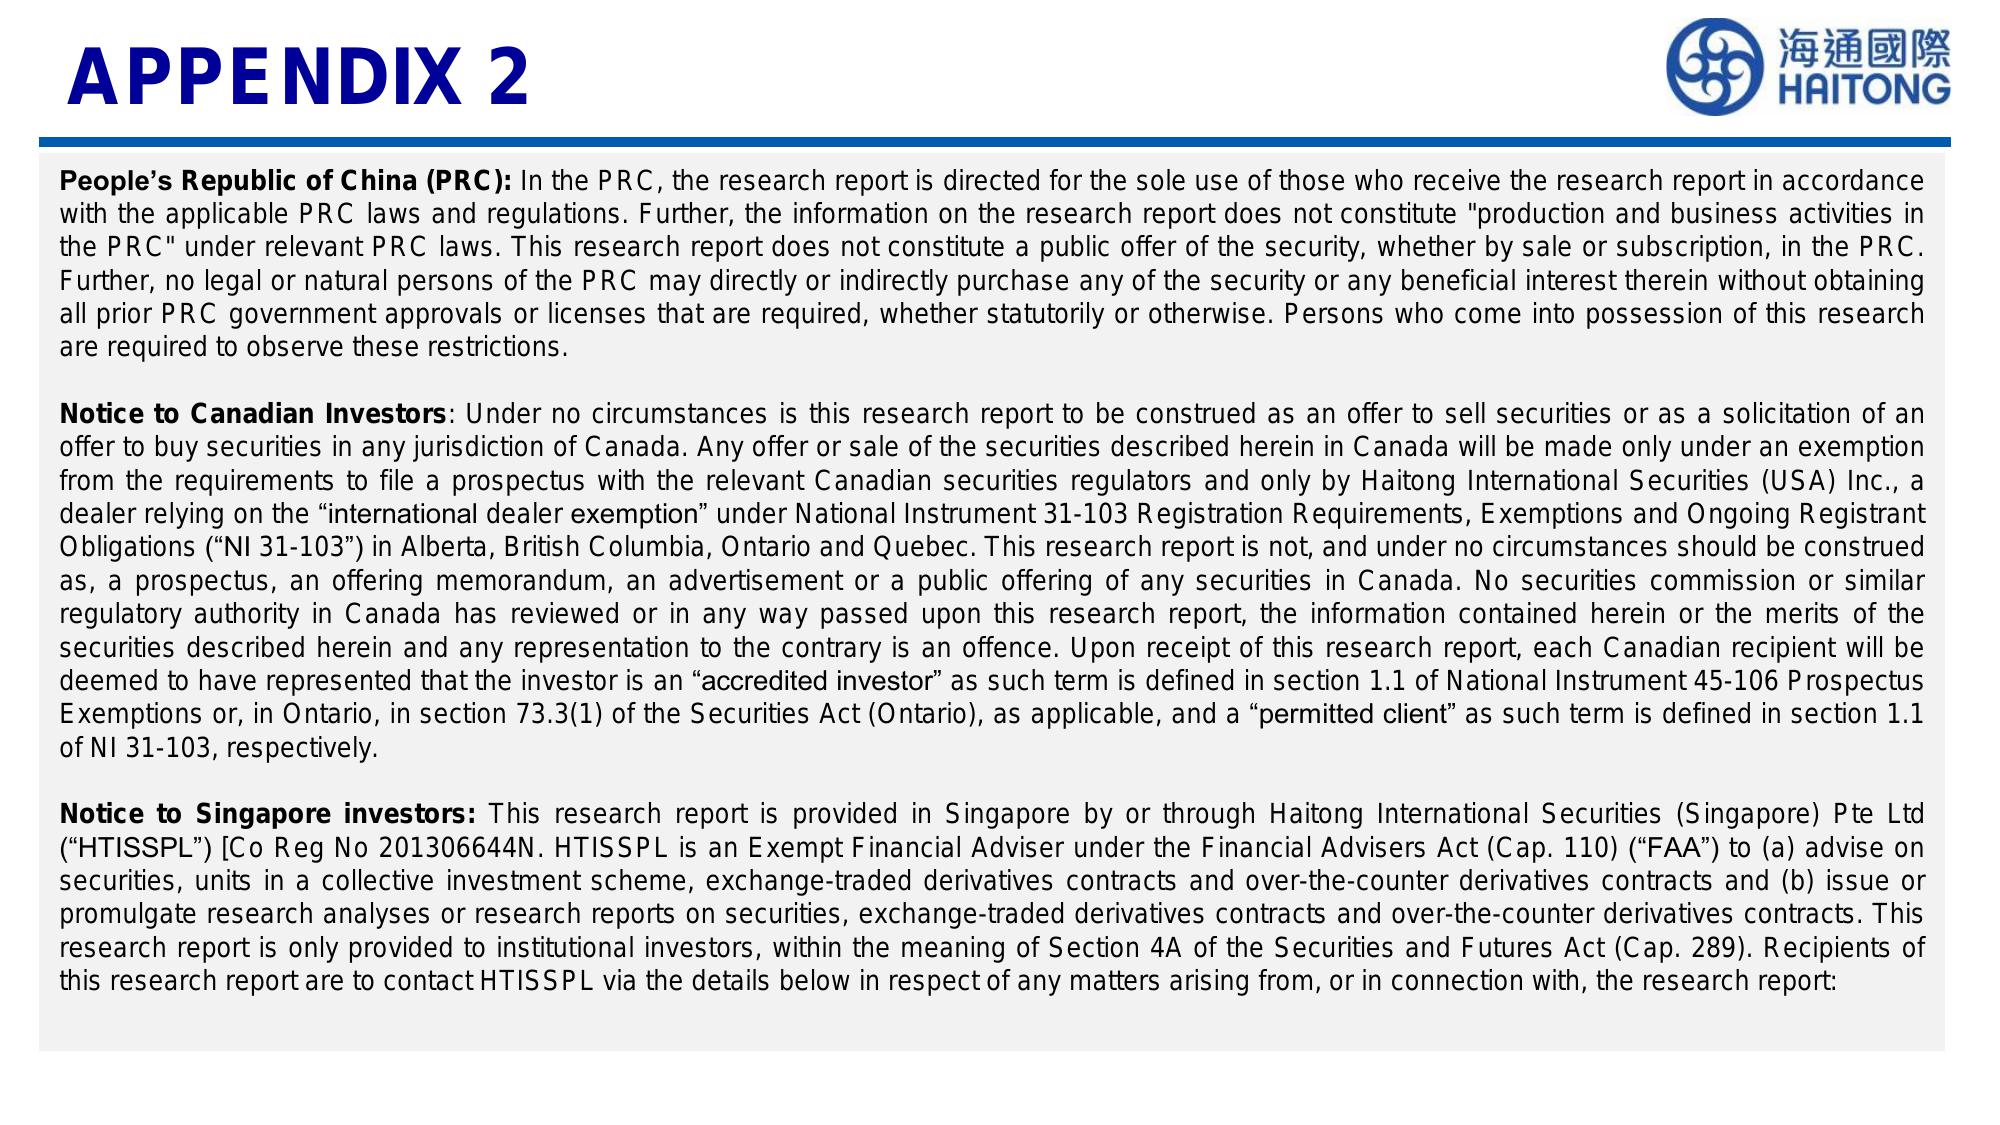 APPENDIX 2
海通國際
HAITONG
People’s Republic of China (PRC): In the PRC, the research report is directed for the sole use of those who receive the research report in accordance
with the applicable PRC laws and regulations. Further, the information on the research report does not constitute "production and business activities in
the PRC" under relevant PRC laws. This research report does not constitute a public offer of the security, whether by sale or subscription, in the PRC.
Further, no legal or natural persons of the PRC may directly or indirectly purchase any of the security or any beneficial interest therein without obtaining
all prior PRC government approvals or licenses that are required, whether statutorily or otherwise. Persons who come into possession of this research
are required to observe these restrictions.
Notice to Canadian Investors: Under no circumstances is this research report to be construed as an offer to sell securities or as a solicitation of an
offer to buy securities in any jurisdiction of Canada. Any offer or sale of the securities described herein in Canada will be made only under an exemption
from the requirements to file a prospectus with the relevant Canadian securities regulators and only by Haitong International Securities (USA) Inc., a
dealer relying on the “international dealer exemption” under National Instrument 31-103 Registration Requirements, Exemptions and Ongoing Registrant
Obligations (“NI 31-103”) in Alberta, British Columbia, Ontario and Quebec. This research report is not, and under no circumstances should be construed
as, a prospectus, an offering memorandum, an advertisement or a public offering of any securities in Canada. No securities commission or similar
regulatory authority in Canada has reviewed or in any way passed upon this research report, the information contained herein or the merits of the
securities described herein and any representation to the contrary is an offence. Upon receipt of this research report, each Canadian recipient will be
deemed to have represented that the investor is an “accredited investor” as such term is defined in section 1.1 of National Instrument 45-106 Prospectus
Exemptions or, in Ontario, in section 73.3(1) of the Securities Act (Ontario), as applicable, and a “permitted client” as such term is defined in section 1.1
of NI 31-103, respectively.
Notice to Singapore investors: This research report is provided in Singapore by or through Haitong International Securities (Singapore) Pte Ltd
(“HTISSPL”) [Co Reg No 201306644N. HTISSPL is an Exempt Financial Adviser under the Financial Advisers Act (Cap. 110) (“FAA”) to (a) advise on
securities, units in a collective investment scheme, exchange-traded derivatives contracts and over-the-counter derivatives contracts and (b) issue or
promulgate research analyses or research reports on securities, exchange-traded derivatives contracts and over-the-counter derivatives contracts. This
research report is only provided to institutional investors, within the meaning of Section 4A of the Securities and Futures Act (Cap. 289). Recipients of
this research report are to contact HTISSPL via the details below in respect of any matters arising from, or in connection with, the research report: